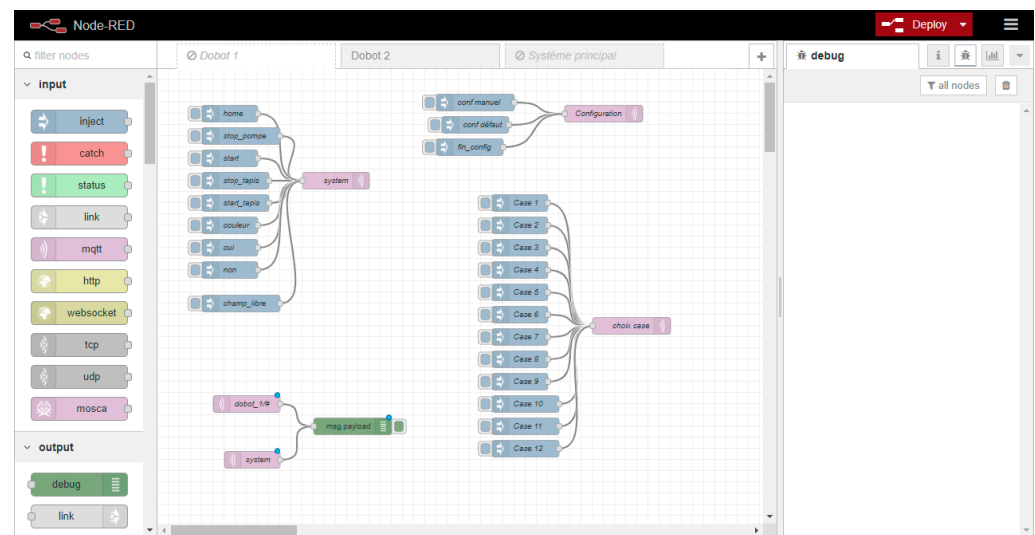 Node-RED
Deploy
filter nodes
Dobot 1
Dobot 2
Système principal
+
debug
i
all nodes
input
inject
catch
status
link
mqtt
http
websocket
tcp
udp
mosca
output
debug
link
home
stop_pompe
start
stop_tapis
start_tapis
couleur
oui
non
champ_libre
system
conf manuel
conf défaut
fin_config
Configuration
Case 1
Case 2
Case 3
Case 4
Case 5
Case 6
Case 7
Case 8
Case 9
Case 10
Case 11
Case 12
choix case
dobot_1/#
system
msg.payload